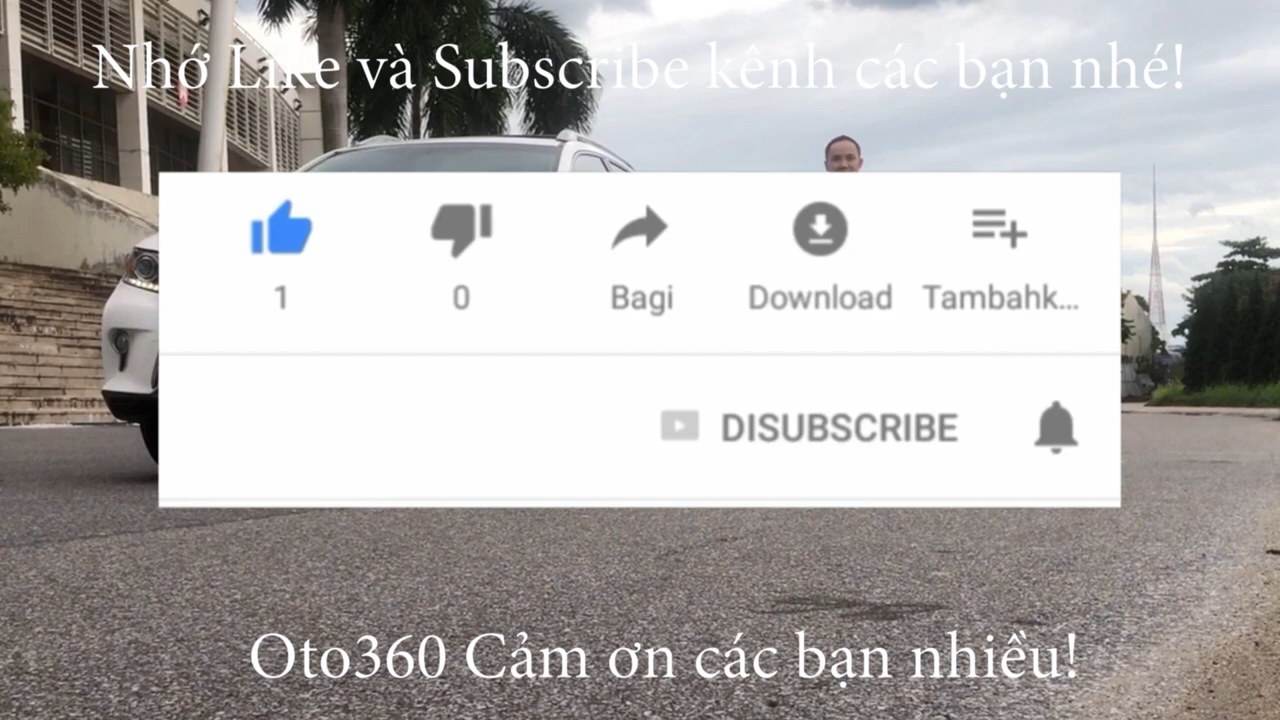 Nhớ Like và Subscribe kênh các bạn nhé!
1 0 Bagi Download Tambahk...
DISUBSCRIBE
Oto360 Cảm ơn các bạn nhiều!